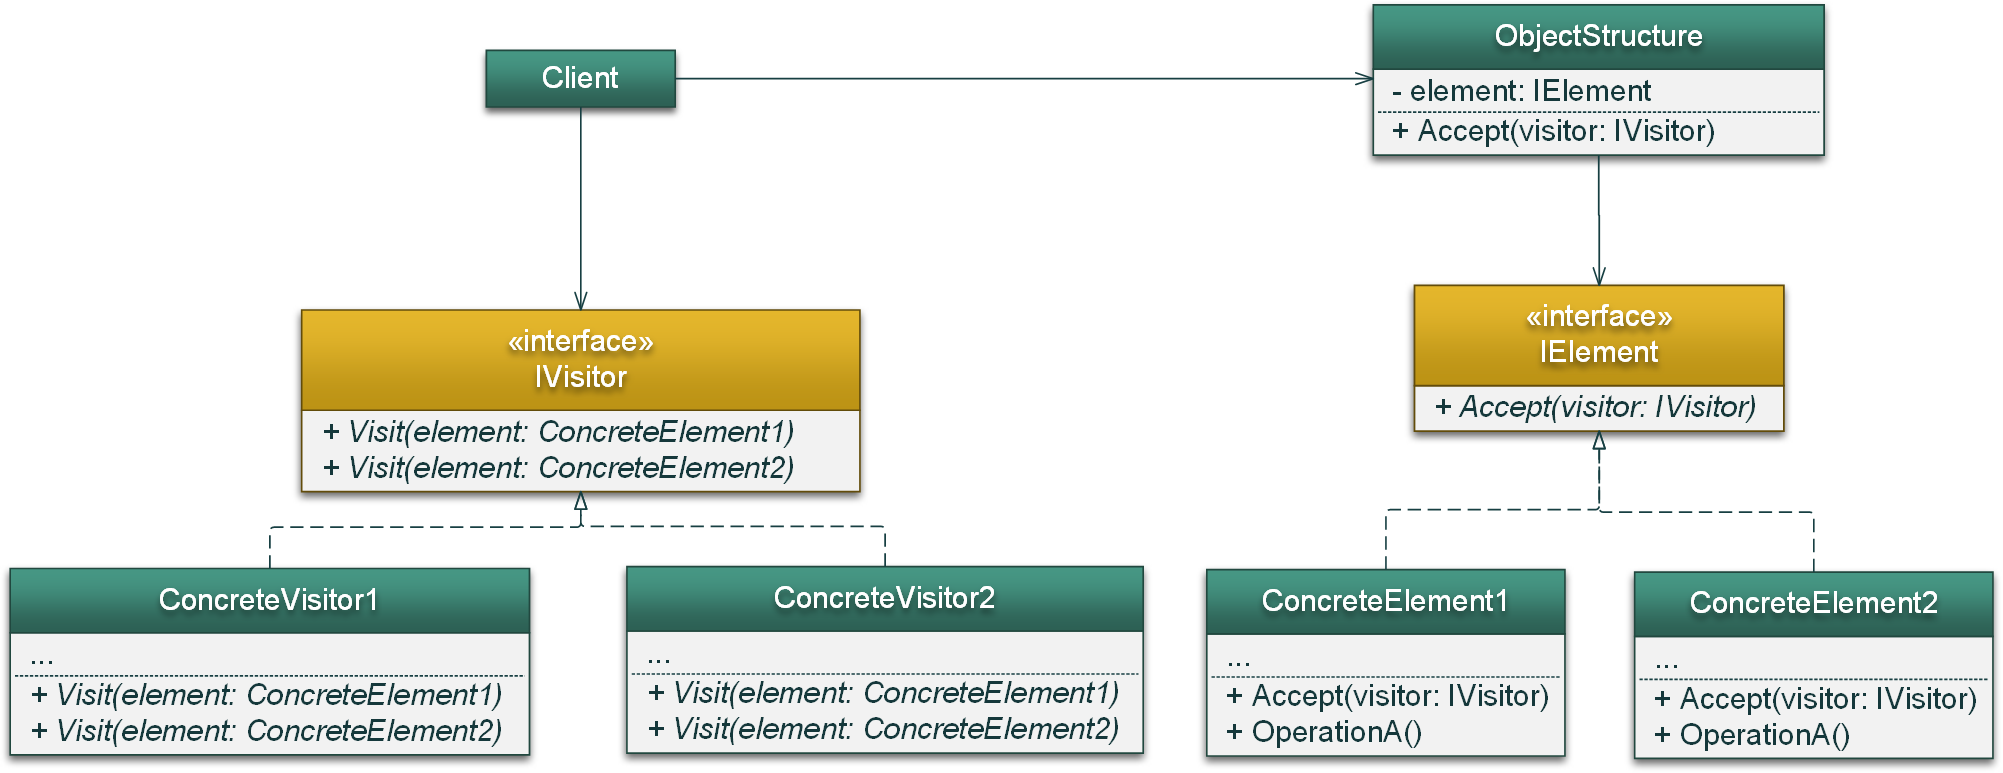 Client
ObjectStructure
- element: IElement
+ Accept(visitor: IVisitor)
«interface»
IVisitor
+ Visit(element: ConcreteElement1)
+ Visit(element: ConcreteElement2)
«interface»
IElement
+ Accept(visitor: IVisitor)
ConcreteVisitor1
...
+ Visit(element: ConcreteElement1)
+ Visit(element: ConcreteElement2)
ConcreteVisitor2
...
+ Visit(element: ConcreteElement1)
+ Visit(element: ConcreteElement2)
ConcreteElement1
...
+ Accept(visitor: IVisitor)
+ OperationA()
ConcreteElement2
...
+ Accept(visitor: IVisitor)
+ OperationA()